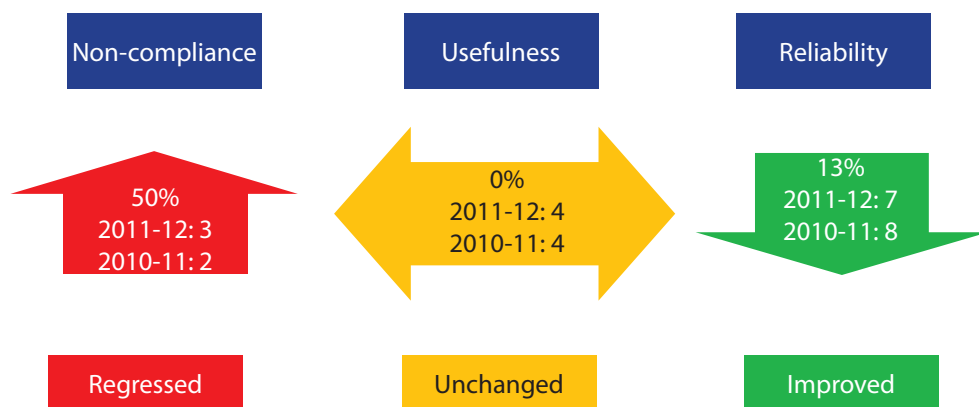 Non-compliance
Usefulness
Reliability
50%
2011-12: 3
2010-11: 2
0%
2011-12: 4
2010-11: 4
13%
2011-12: 7
2010-11: 8
Regressed
Unchanged
Improved